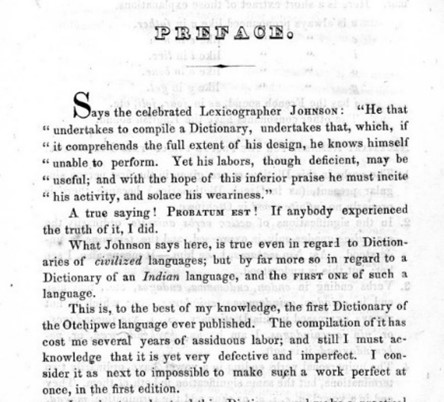 PREFACE.
Says the celebrated Lexicographer JOHNSON: "He that
" undertakes to compile a Dictionary, undertakes that, which, if
" it comprehends the full extent of his design, he knows himself
" unable to perform. Yet his labors, though deficient, may be
" useful; and with the hope of this inferior praise he must incite
" his activity, and solace his weariness."
A true saying! PROBATUM EST! If anybody experienced
the truth of it, I did.
What Johnson says here, is true even in regard to Diction-
aries of civilized languages; but by far more so in regard to a
Dictionary of an Indian language, and the FIRST ONE of such a
language.
This is, to the best of my knowledge, the first Dictionary of
the Otchipwe language ever published. The compilation of it has
cost me several years of assiduous labor; and still I must ac-
knowledge that it is yet very defective and imperfect. I con-
sider it as next to impossible to make such a work perfect at
once, in the first edition.